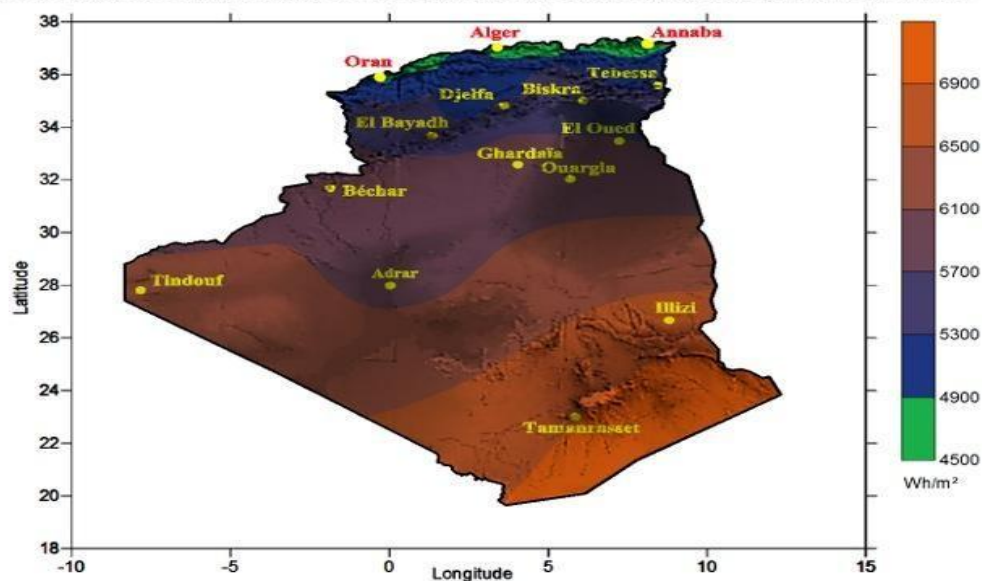 38
36
34
32
30
28
26
24
22
20
18
Latitude
-10
-5
0
5
10
15
Longitude
Alger
Annaba
Oran
Tebessa
Biskra
Djelfa
El Bayadh
El Oued
Ghardaïa
Ouargla
Béchar
Adrar
Tindouf
Illizi
Tamanrasset
6900
6500
6100
5700
5300
4900
4500
Wh/m²